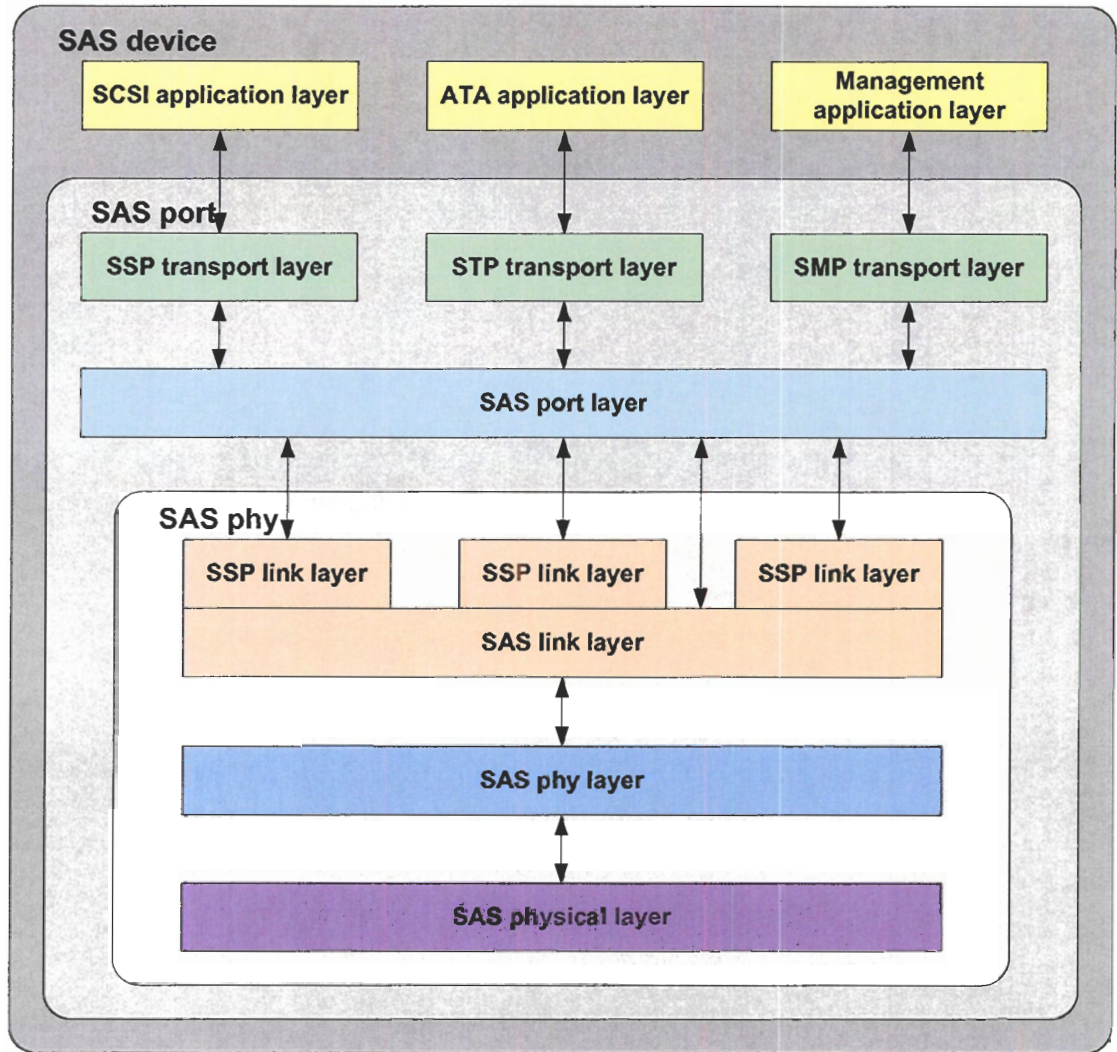 SAS device
SCSI application layer
ATA application layer
Management
application layer
SAS port
SSP transport layer
STP transport layer
SMP transport layer
SAS port layer
SAS phy
SSP link layer
SSP link layer
SSP link layer
SAS link layer
SAS phy layer
SAS physical layer